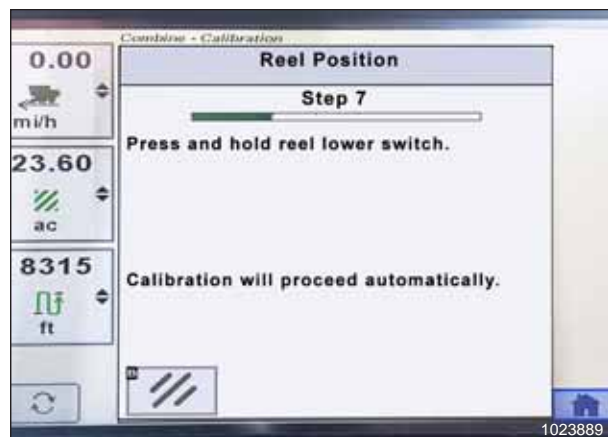 Combine - Calibration
Reel Position
Step 7
Press and hold reel lower switch.
Calibration will proceed automatically.
0.00
mi/h
23.60
ac
8315
ft
1023889